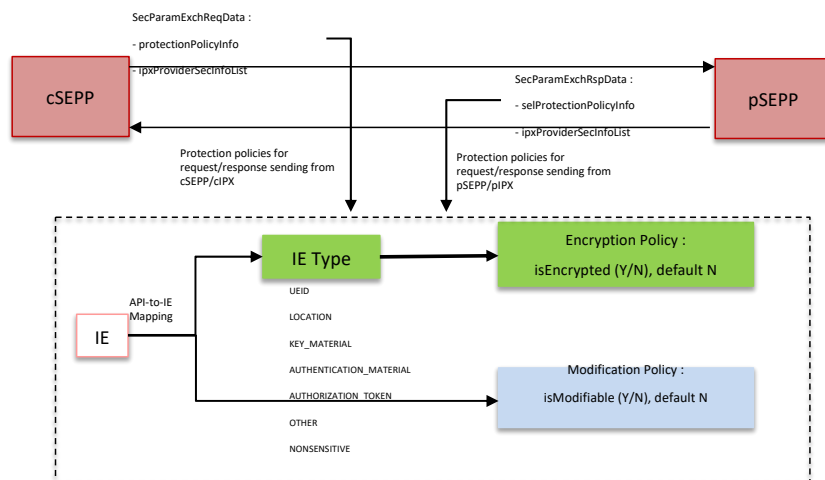 SecParamExchReqData :
- protectionPolicyInfo
- ipxProviderSecInfoList
cSEPP
SecParamExchRspData :
- selProtectionPolicyInfo
- ipxProviderSecInfoList
pSEPP
Protection policies for
request/response sending from
cSEPP/cIPX
Protection policies for
request/response sending from
pSEPP/pIPX
IE
API-to-IE
Mapping
IE Type
UEID
LOCATION
KEY_MATERIAL
AUTHENTICATION_MATERIAL
AUTHORIZATION_TOKEN
OTHER
NONSENSITIVE
Encryption Policy :
isEncrypted (Y/N), default N
Modification Policy :
isModifiable (Y/N), default N